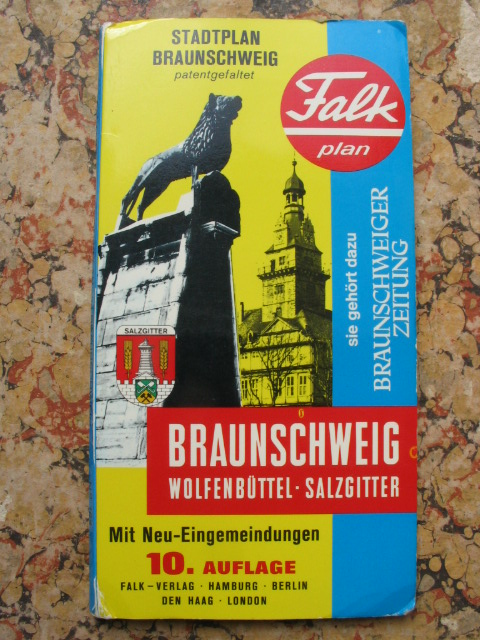 STADTPLAN
BRAUNSCHWEIG
patentgefaltet
Falk
plan
sie gehört dazu
BRAUNSCHWEIGER
ZEITUNG
SALZGITTER
BRAUNSCHWEIG
WOLFENBÜTTEL · SALZGITTER
Mit Neu-Eingemeindungen
10. AUFLAGE
FALK – VERLAG · HAMBURG · BERLIN
DEN HAAG · LONDON